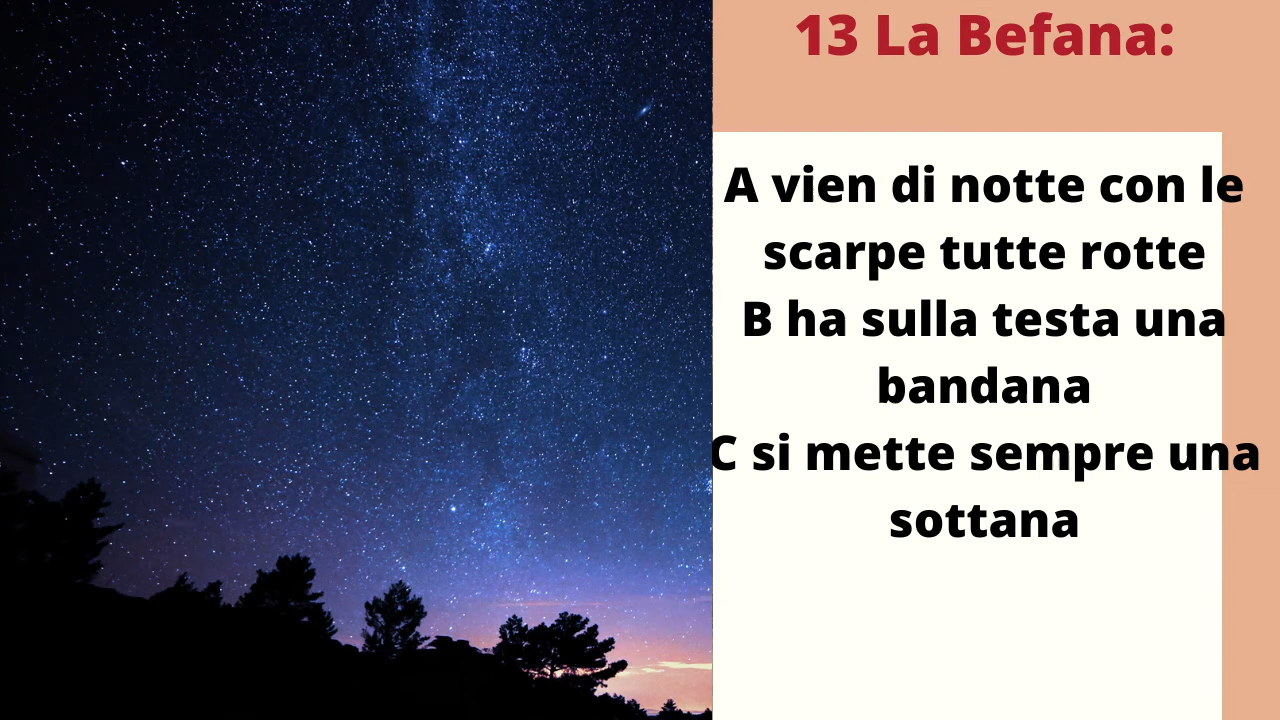 13 La Befana:
A vien di notte con le
scarpe tutte rotte
B ha sulla testa una
bandana
C si mette sempre una
sottana